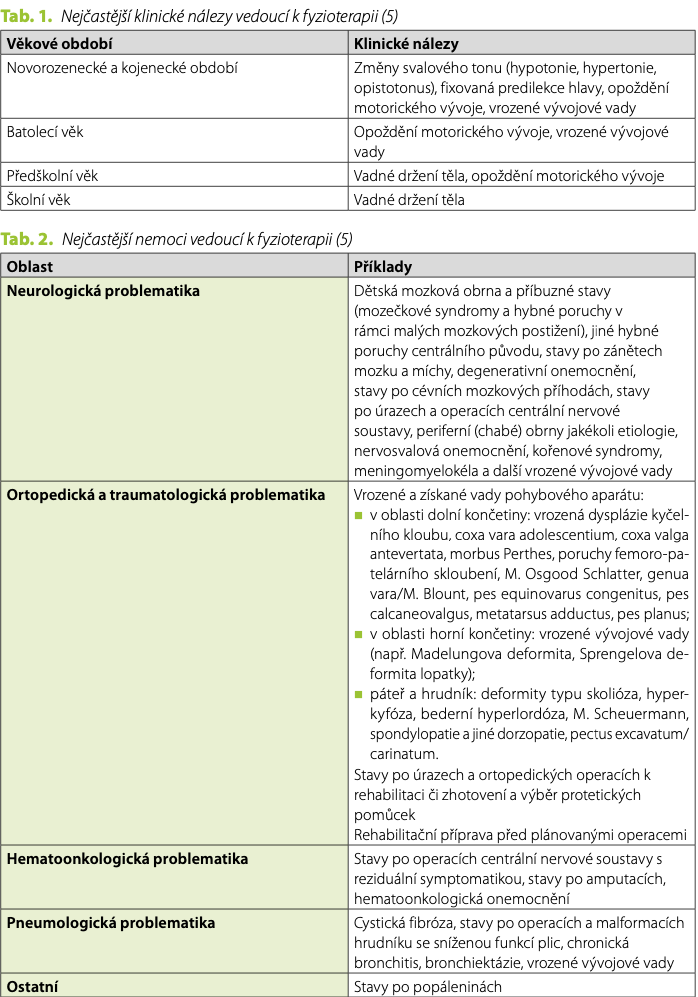 Tab. 1. Nejčastější klinické nálezy vedoucí k fyzioterapii (5)
Věkové období
Klinické nálezy
Novorozenecké a kojenecké období
Změny svalového tonu (hypotonie, hypertonie,
opistotonus), fixovaná predilekce hlavy, opoždění
motorického vývoje, vrozené vývojové vady
Batolecí věk
Opoždění motorického vývoje, vrozené vývojové
vady
Předškolní věk
Vadné držení těla, opoždění motorického vývoje
Školní věk
Vadné držení těla
Tab. 2. Nejčastější nemoci vedoucí k fyzioterapii (5)
Oblast
Příklady
Neurologická problematika
Dětská mozková obrna a příbuzné stavy
(mozečkové syndromy a hybné poruchy v
rámci malých mozkových postižení), jiné hybné
poruchy centrálního původu, stavy po zánětech
mozku a míchy, degenerativní onemocnění,
stavy po cévních mozkových příhodách, stavy
po úrazech a operacích centrální nervové
soustavy, periferní (chabé) obrny jakékoli etiologie,
nervosvalová onemocnění, kořenové syndromy,
meningomyelokéla a další vrozené vývojové vady
Ortopedická a traumatologická problematika
Vrozené a získané vady pohybového aparátu:
v oblasti dolní končetiny: vrozená dysplázie kyčel-
ního kloubu, coxa vara adolescentium, coxa valga
antevertata, morbus Perthes, poruchy femoro-pa-
telárního skloubení, M. Osgood Schlatter, genua
vara/M. Blount, pes equinovarus congenitus, pes
calcaneovalgus, metatarsus adductus, pes planus;
v oblasti horní končetiny: vrozené vývojové vady
(např. Madelungova deformita, Sprengelova de-
formita lopatky);
páteř a hrudník: deformity typu skolióza, hyper-
kyfóza, bederní hyperlordóza, M. Scheuermann,
spondylopatie a jiné dorzopatie, pectus excavatum/
carinatum.
Stavy po úrazech a ortopedických operacích k
rehabilitaci či zhotovení a výběr protetických
pomůcek
Rehabilitační příprava před plánovanými operacemi
Hematoonkologická problematika
Stavy po operacích centrální nervové soustavy s
reziduální symptomatikou, stavy po amputacích,
hematoonkologická onemocnění
Pneumologická problematika
Cystická fibróza, stavy po operacích a malformacích
hrudníku se sníženou funkcí plic, chronická
bronchitis, bronchiektázie, vrozené vývojové vady
Ostatní
Stavy po popáleninách